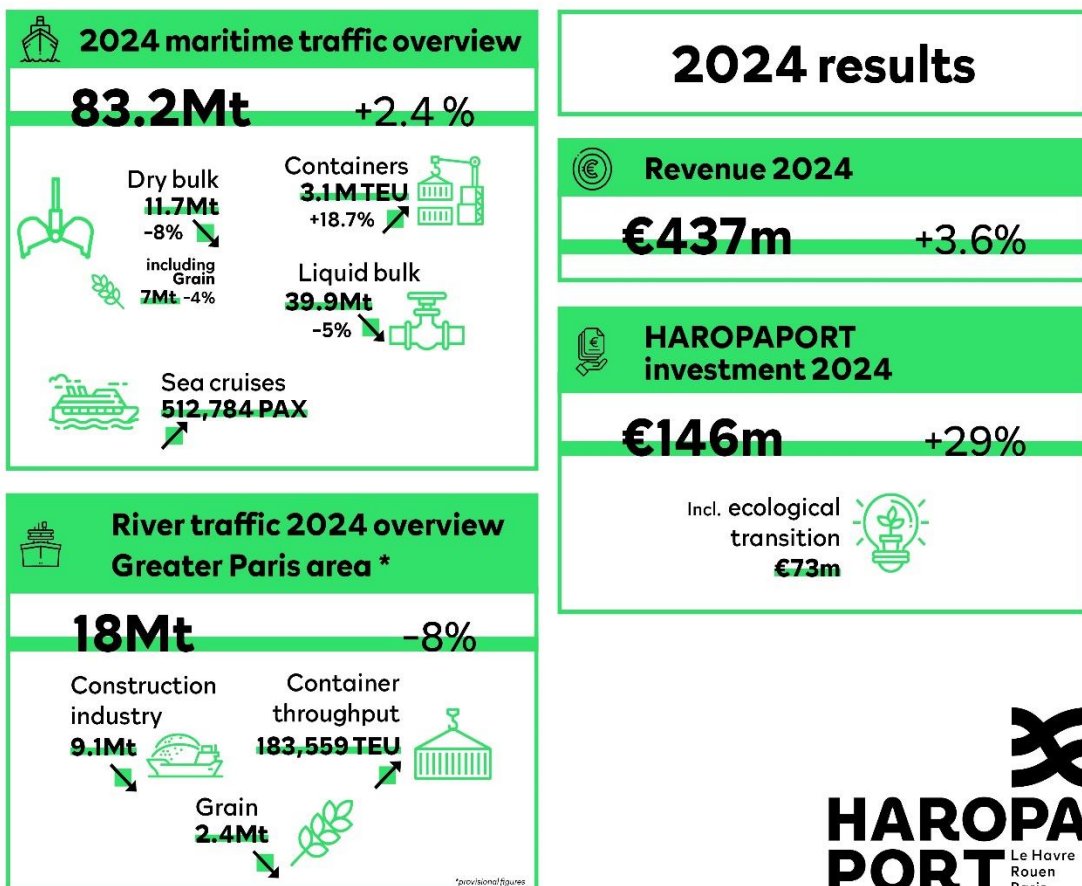 2024 maritime traffic overview
83.2Mt
+2.4 %
Dry bulk
11.7Mt
-8%
including
Grain
7Mt -4%
Containers
3.1 M TEU
+18.7%
Liquid bulk
39.9Mt
-5%
Sea cruises
512,784 PAX
River traffic 2024 overview
Greater Paris area *
18Mt
-8%
Construction
industry
9.1Mt
Container
throughput
183,559 TEU
Grain
2.4Mt
*provisional figures
2024 results
Revenue 2024
€437m
+3.6%
HAROPAPORT
investment 2024
€146m
+29%
Incl. ecological
transition
€73m
HAROPA
PORT
Le Havre
Rouen
Paris